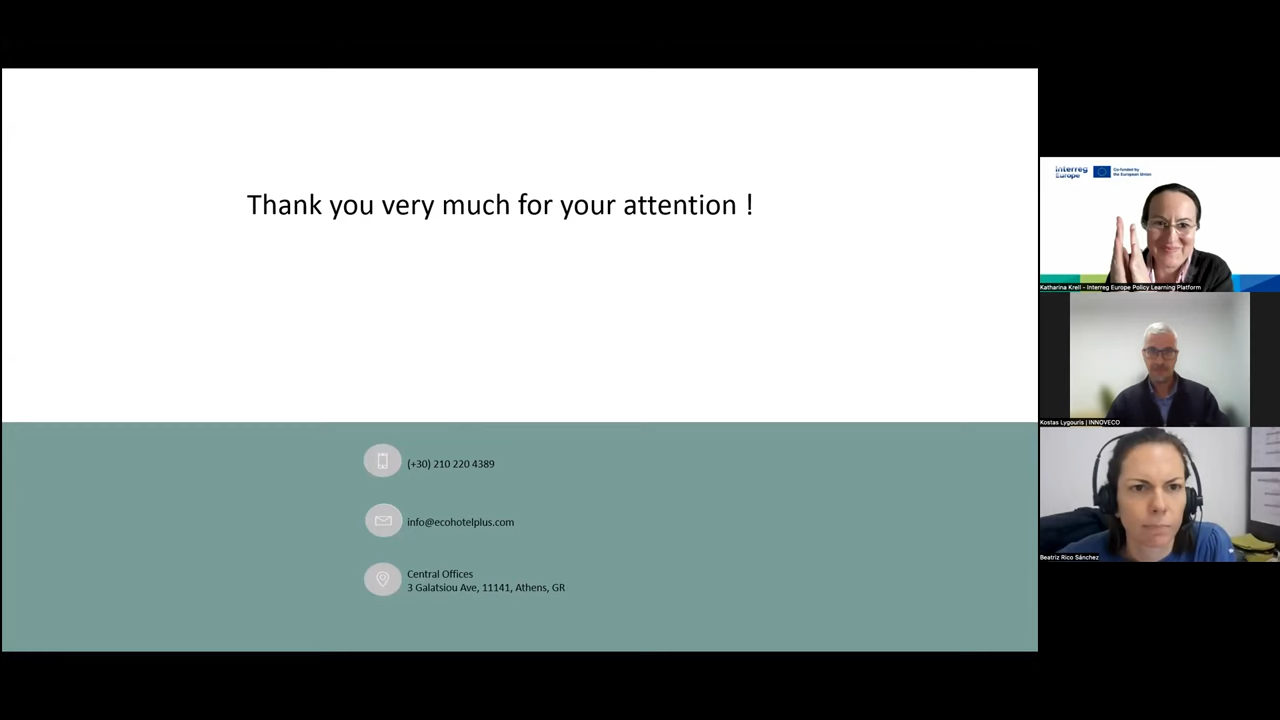 Thank you very much for your attention !
(+30) 210 220 4389
info@ecohotelplus.com
Central Offices
3 Galatsiou Ave, 11141, Athens, GR
Interreg
Europe
Co-funded by
the European Union
Katharina Krell - Interreg Europe Policy Learning Platform
Kostas Lygouris | INNOVECO
Beatriz Rico Sánchez